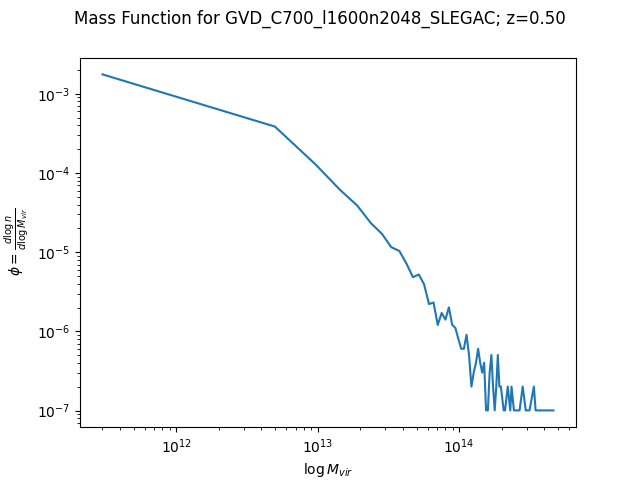 Mass Function for GVD_C700_l1600n2048_SLEGAC; z=0.50
10⁻³
10⁻⁴
10⁻⁵
10⁻⁶
10⁻⁷
ϕ = d log n / d log M_vir
10¹² 10¹³ 10¹⁴
log M_vir